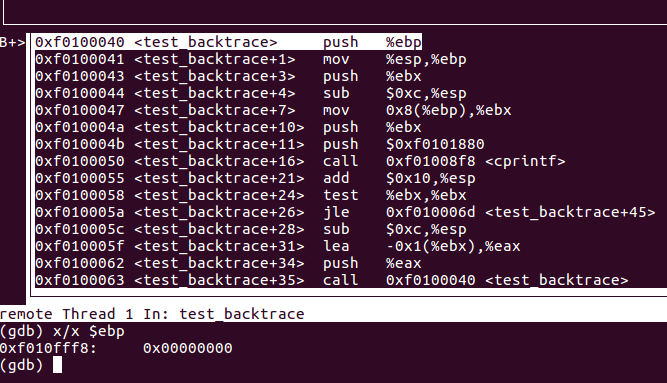 B+> 0xf0100040 <test_backtrace> push %ebp
0xf0100041 <test_backtrace+1> mov %esp,%ebp
0xf0100043 <test_backtrace+3> push %ebx
0xf0100044 <test_backtrace+4> sub $0xc,%esp
0xf0100047 <test_backtrace+7> mov 0x8(%ebp),%ebx
0xf010004a <test_backtrace+10> push %ebx
0xf010004b <test_backtrace+11> push $0xf0101880
0xf0100050 <test_backtrace+16> call 0xf01008f8 <cprintf>
0xf0100055 <test_backtrace+21> add $0x10,%esp
0xf0100058 <test_backtrace+24> test %ebx,%ebx
0xf010005a <test_backtrace+26> jle 0xf010006d <test_backtrace+45>
0xf010005c <test_backtrace+28> sub $0xc,%esp
0xf010005f <test_backtrace+31> lea -0x1(%ebx),%eax
0xf0100062 <test_backtrace+34> push %eax
0xf0100063 <test_backtrace+35> call 0xf0100040 <test_backtrace>
remote Thread 1 In: test_backtrace
(gdb) x/x $ebp
0xf010fff8: 0x00000000
(gdb)